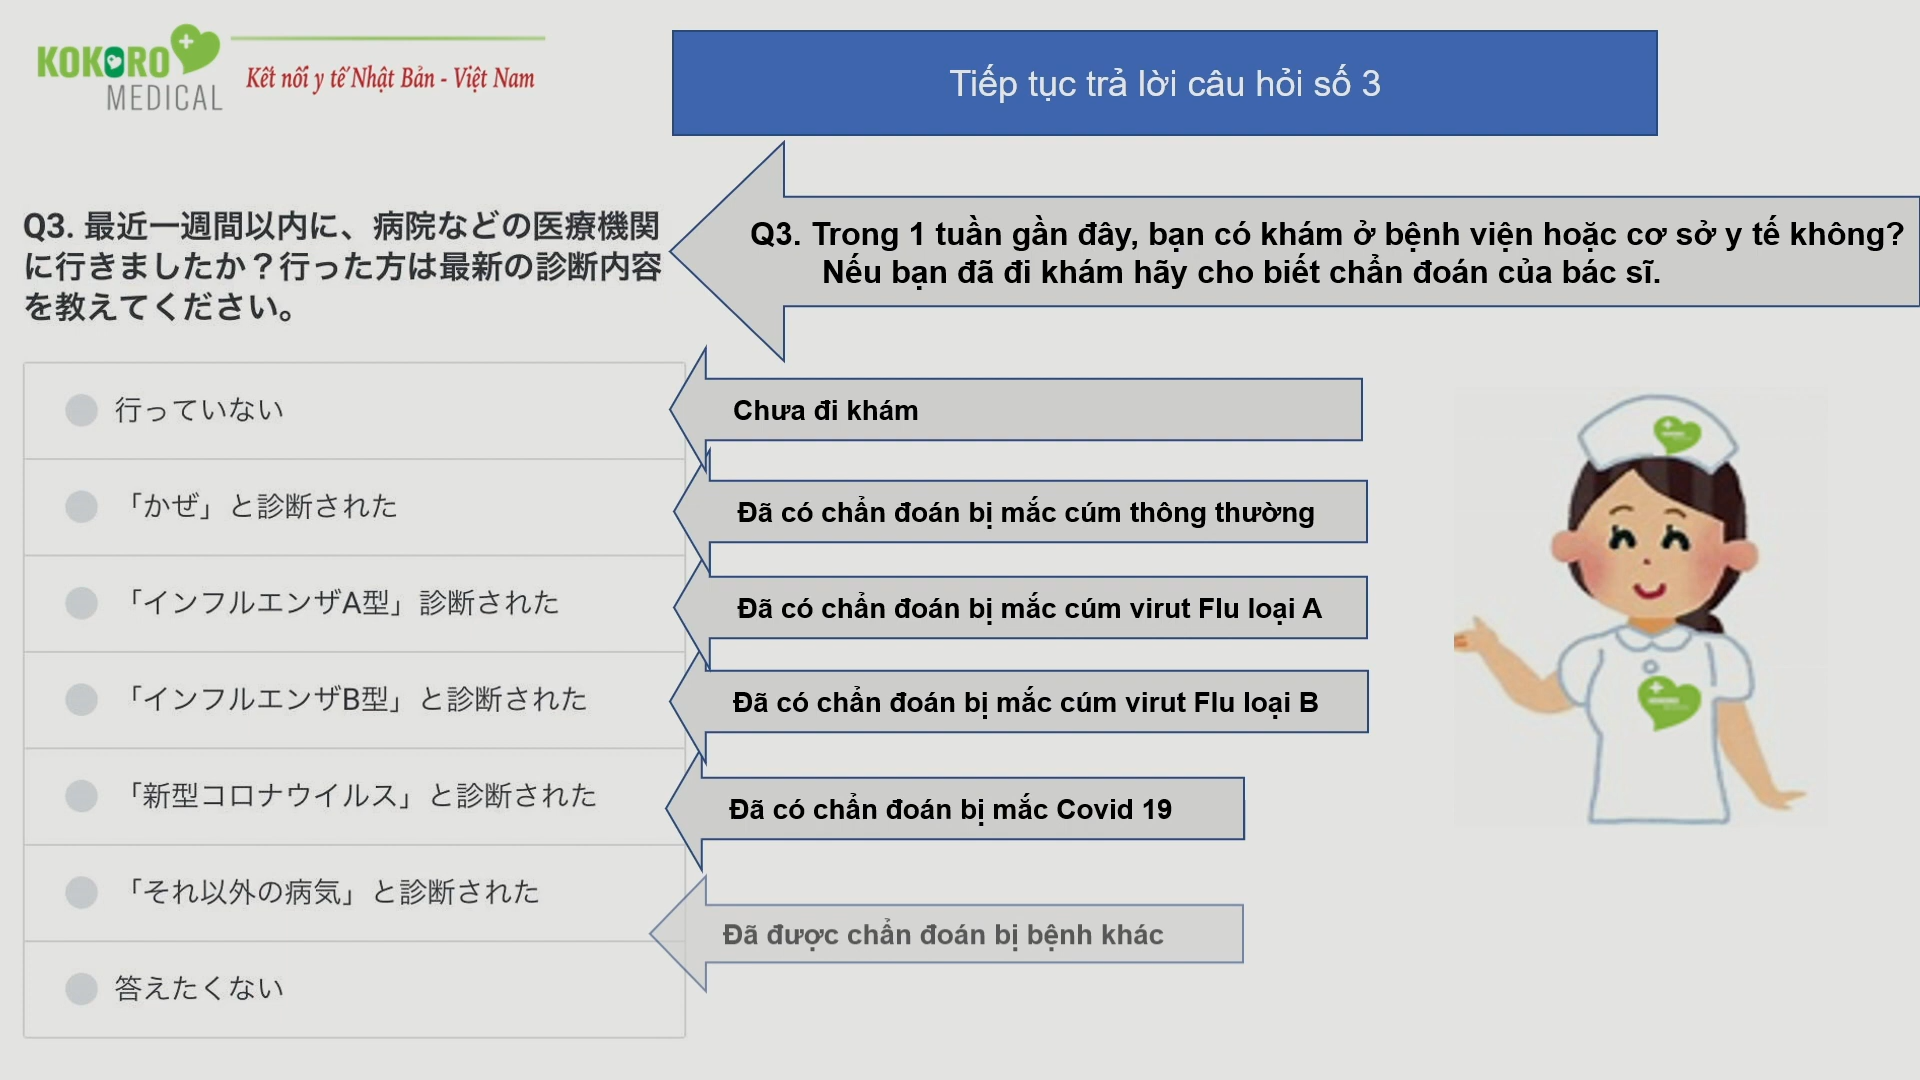 KOKORO
MEDICAL
Kết nối y tế Nhật Bản - Việt Nam
Tiếp tục trả lời câu hỏi số 3
Q3. 最近一週間以内に、病院などの医療機関
に行きましたか？行った方は最新の診断内容
を教えてください。
Q3. Trong 1 tuần gần đây, bạn có khám ở bệnh viện hoặc cơ sở y tế không?
Nếu bạn đã đi khám hãy cho biết chẩn đoán của bác sĩ.
行っていない
Chưa đi khám
「かぜ」と診断された
Đã có chẩn đoán bị mắc cúm thông thường
「インフルエンザA型」診断された
Đã có chẩn đoán bị mắc cúm virut Flu loại A
「インフルエンザB型」と診断された
Đã có chẩn đoán bị mắc cúm virut Flu loại B
「新型コロナウイルス」と診断された
Đã có chẩn đoán bị mắc Covid 19
「それ以外の病気」と診断された
Đã được chẩn đoán bị bệnh khác
答えたくない